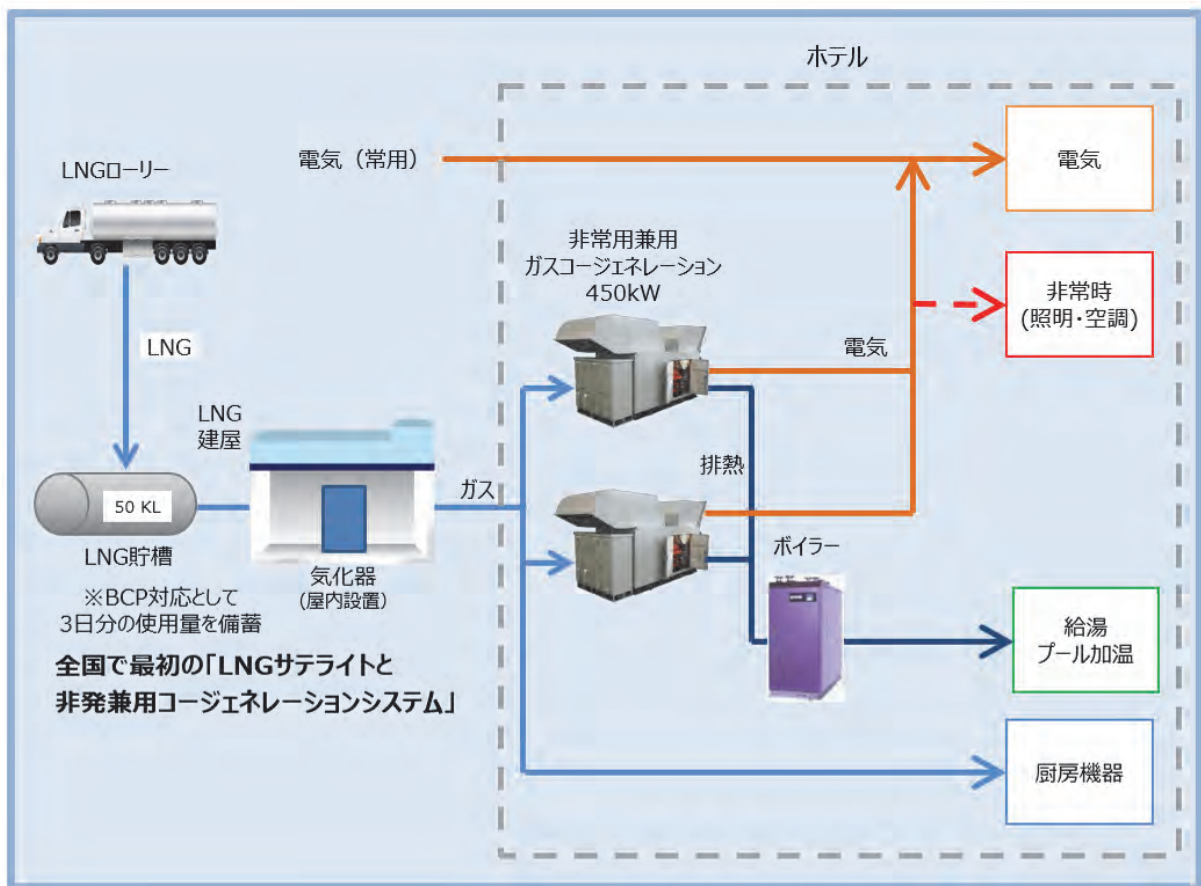 ホテル
LNGローリー
電気（常用）
電気
非常用兼用
ガスコージェネレーション
450kW
非常時
(照明・空調)
LNG
電気
LNG
建屋
ガス
排熱
50 KL
LNG貯槽
気化器
(屋内設置)
ボイラー
※BCP対応として
3日分の使用量を備蓄
給湯
プール加温
全国で最初の「LNGサテライトと
非発兼用コージェネレーションシステム」
厨房機器